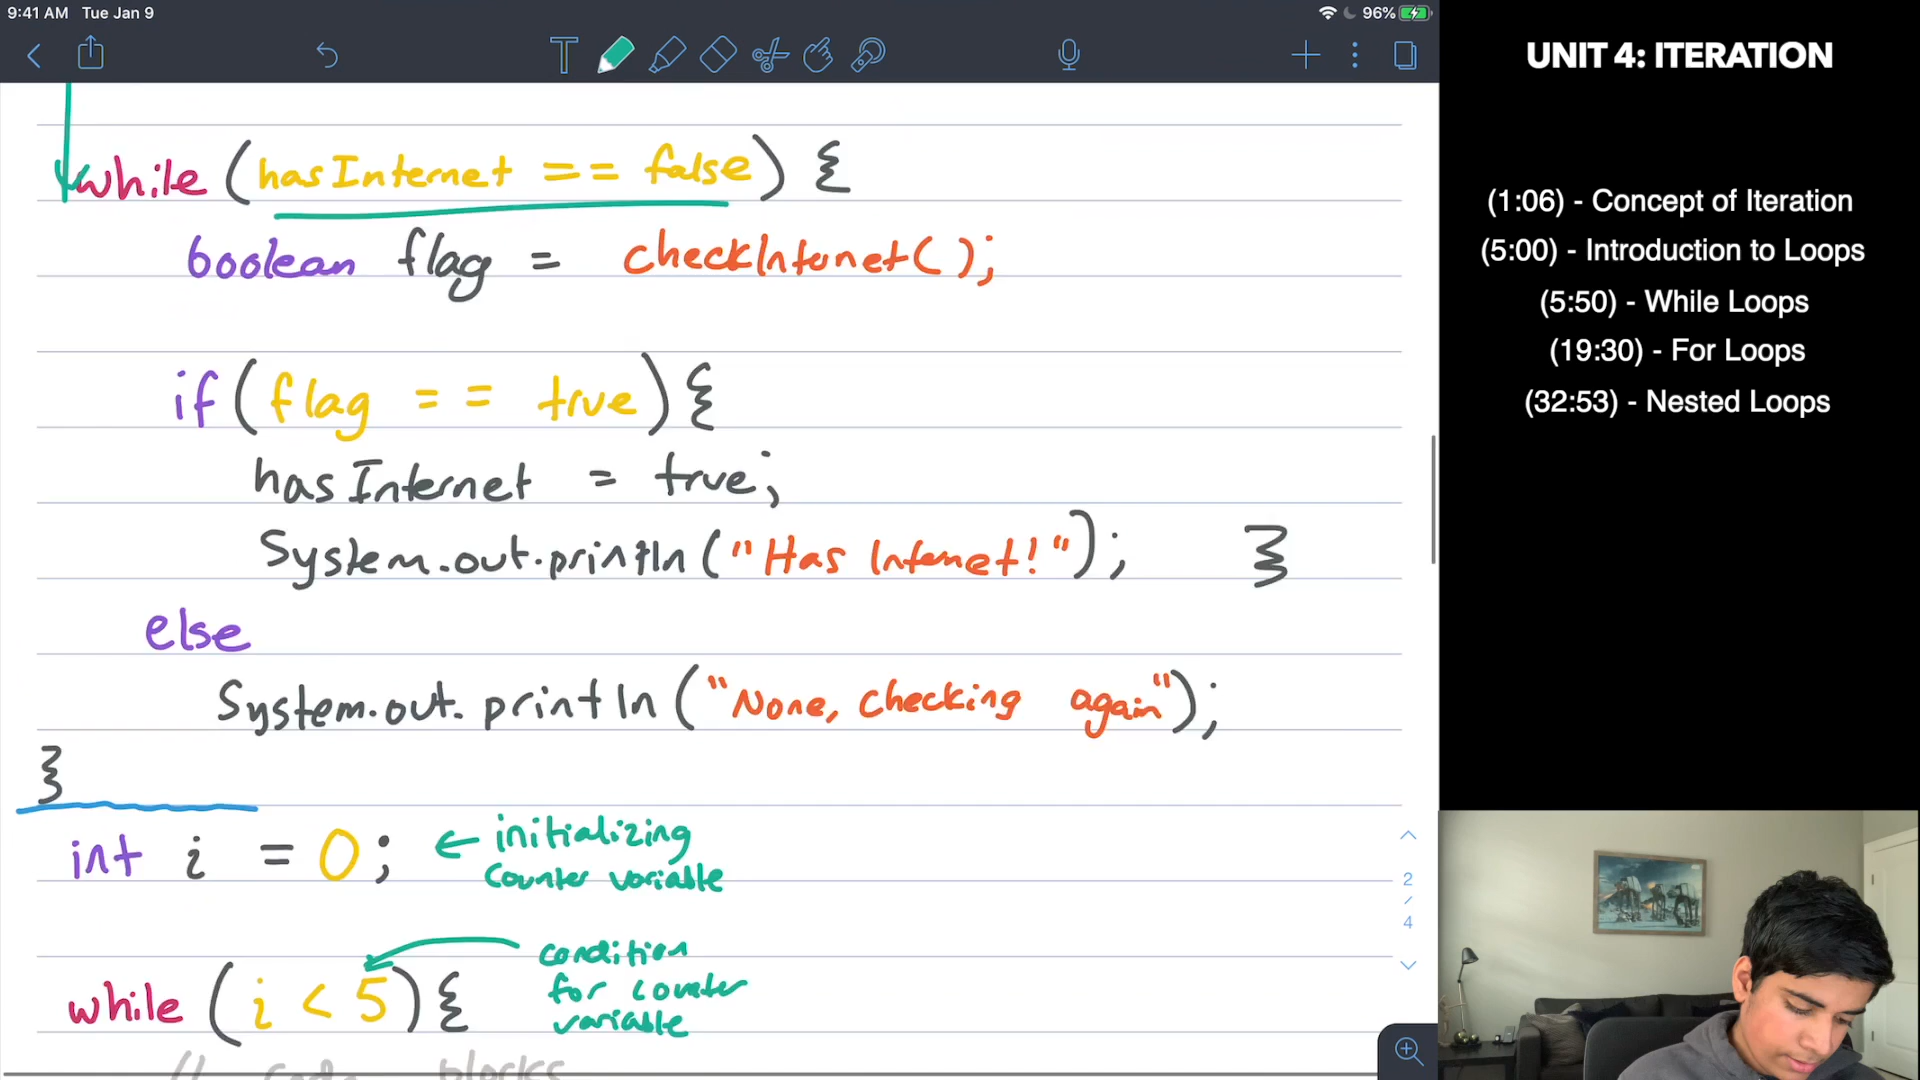 9:41 AM Tue Jan 9
96%
while (hasInternet == false) {
boolean flag = checkInternet();
if (flag == true) {
hasInternet = true;
System.out.println("Has Internet!"); }
else
System.out.println("None, checking again");
}
int i = 0; ← initializing
counter variable
while (i < 5) {
condition
for counter
variable
// code blocks
2
/
4
UNIT 4: ITERATION
(1:06) - Concept of Iteration
(5:00) - Introduction to Loops
(5:50) - While Loops
(19:30) - For Loops
(32:53) - Nested Loops